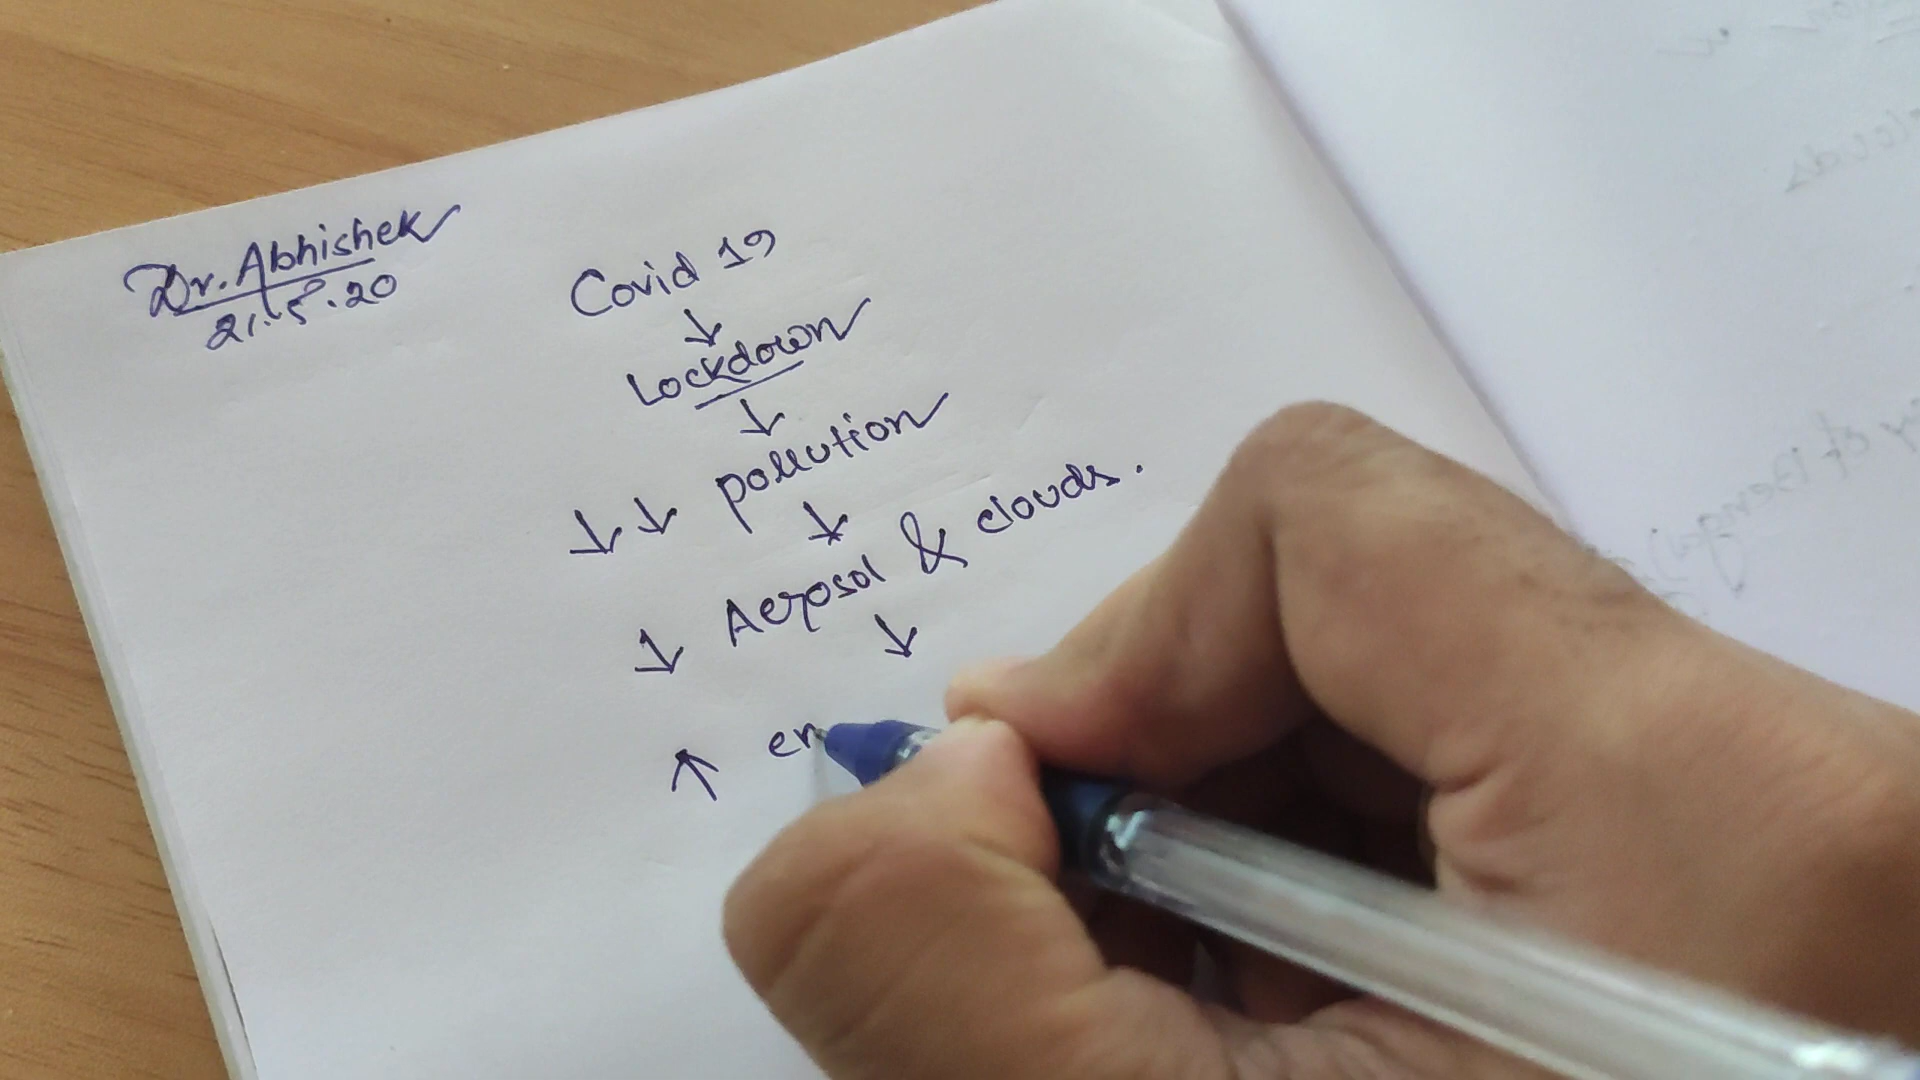 Dr. Abhishek
21.5.20
Covid 19
↓
Lockdown
↓
↓↓ pollution
↓
↓ Aerosol & clouds.
↓
↑ en